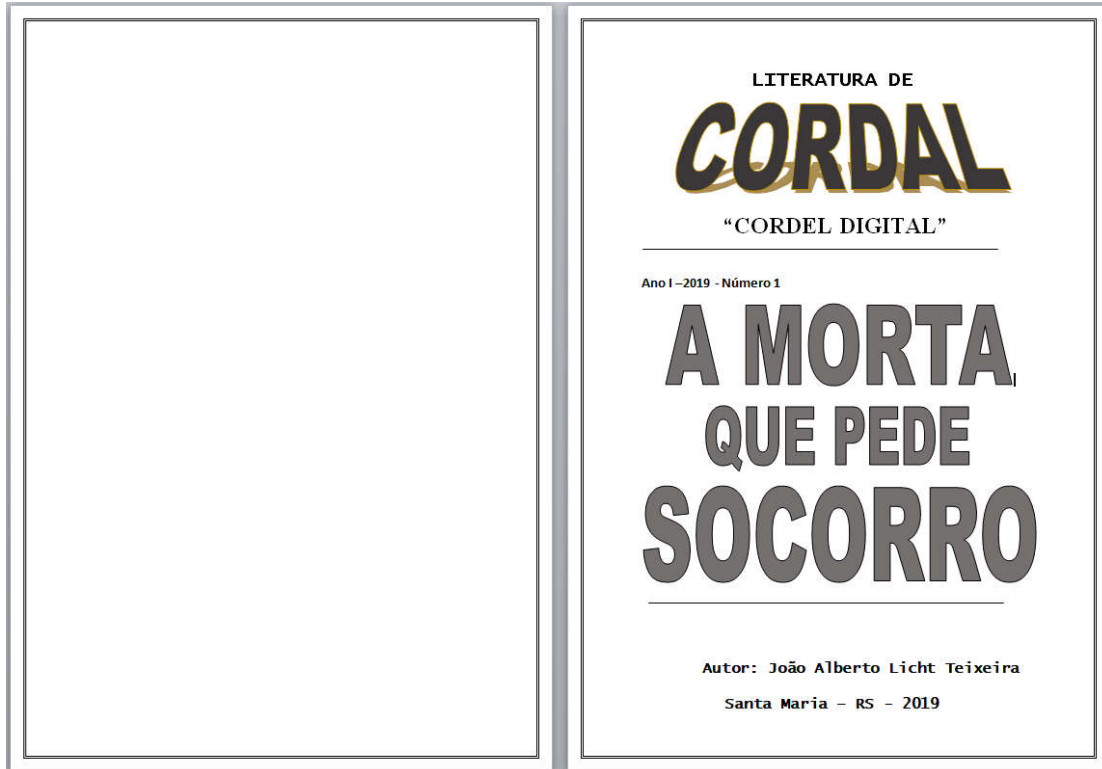 LITERATURA DE
CORDAL
“CORDEL DIGITAL”
Ano I –2019 - Número 1
A MORTA
QUE PEDE
SOCORRO
Autor: João Alberto Licht Teixeira
Santa Maria – RS - 2019